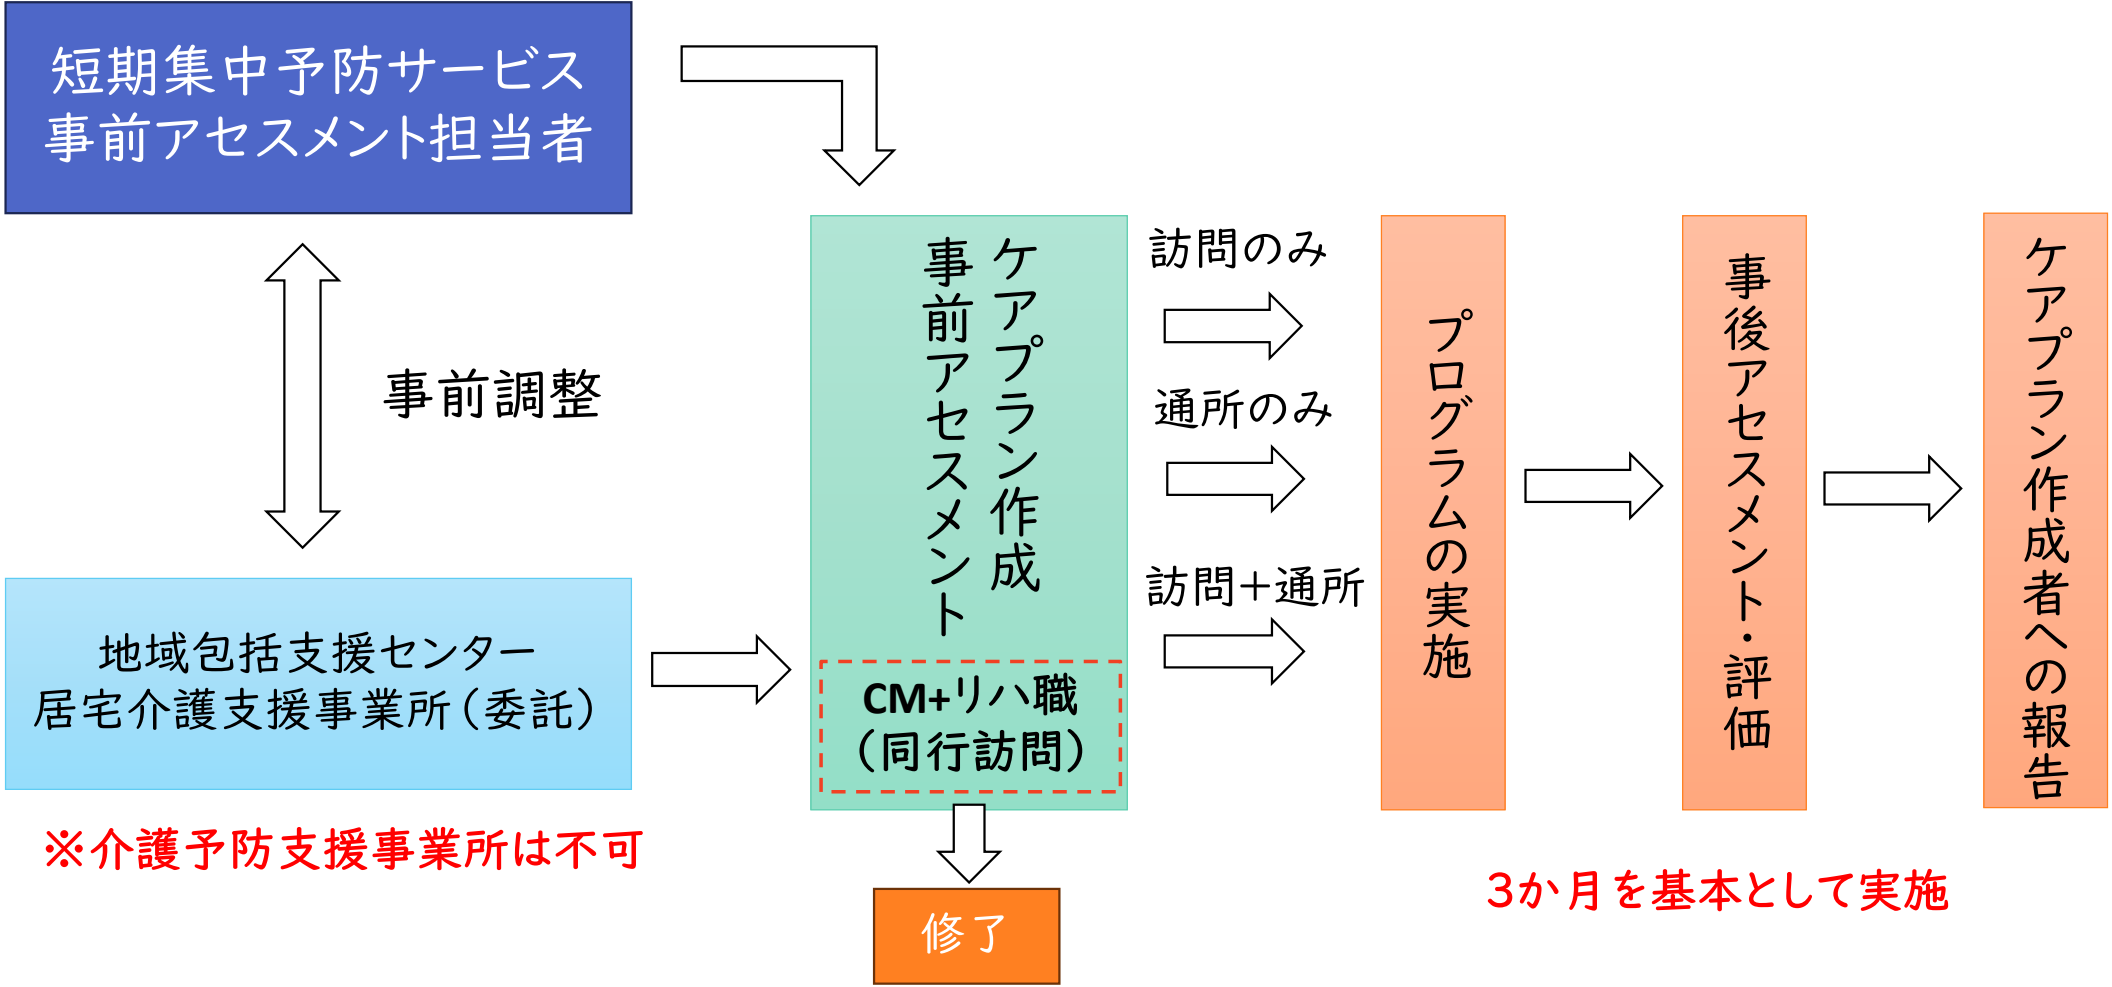 短期集中予防サービス
事前アセスメント担当者
事前調整
地域包括支援センター
居宅介護支援事業所（委託）
※介護予防支援事業所は不可
ケアプラン作成
事前アセスメント
CM+リハ職
（同行訪問）
修了
訪問のみ
通所のみ
訪問+通所
プログラムの実施
事後アセスメント・評価
ケアプラン作成者への報告
3か月を基本として実施